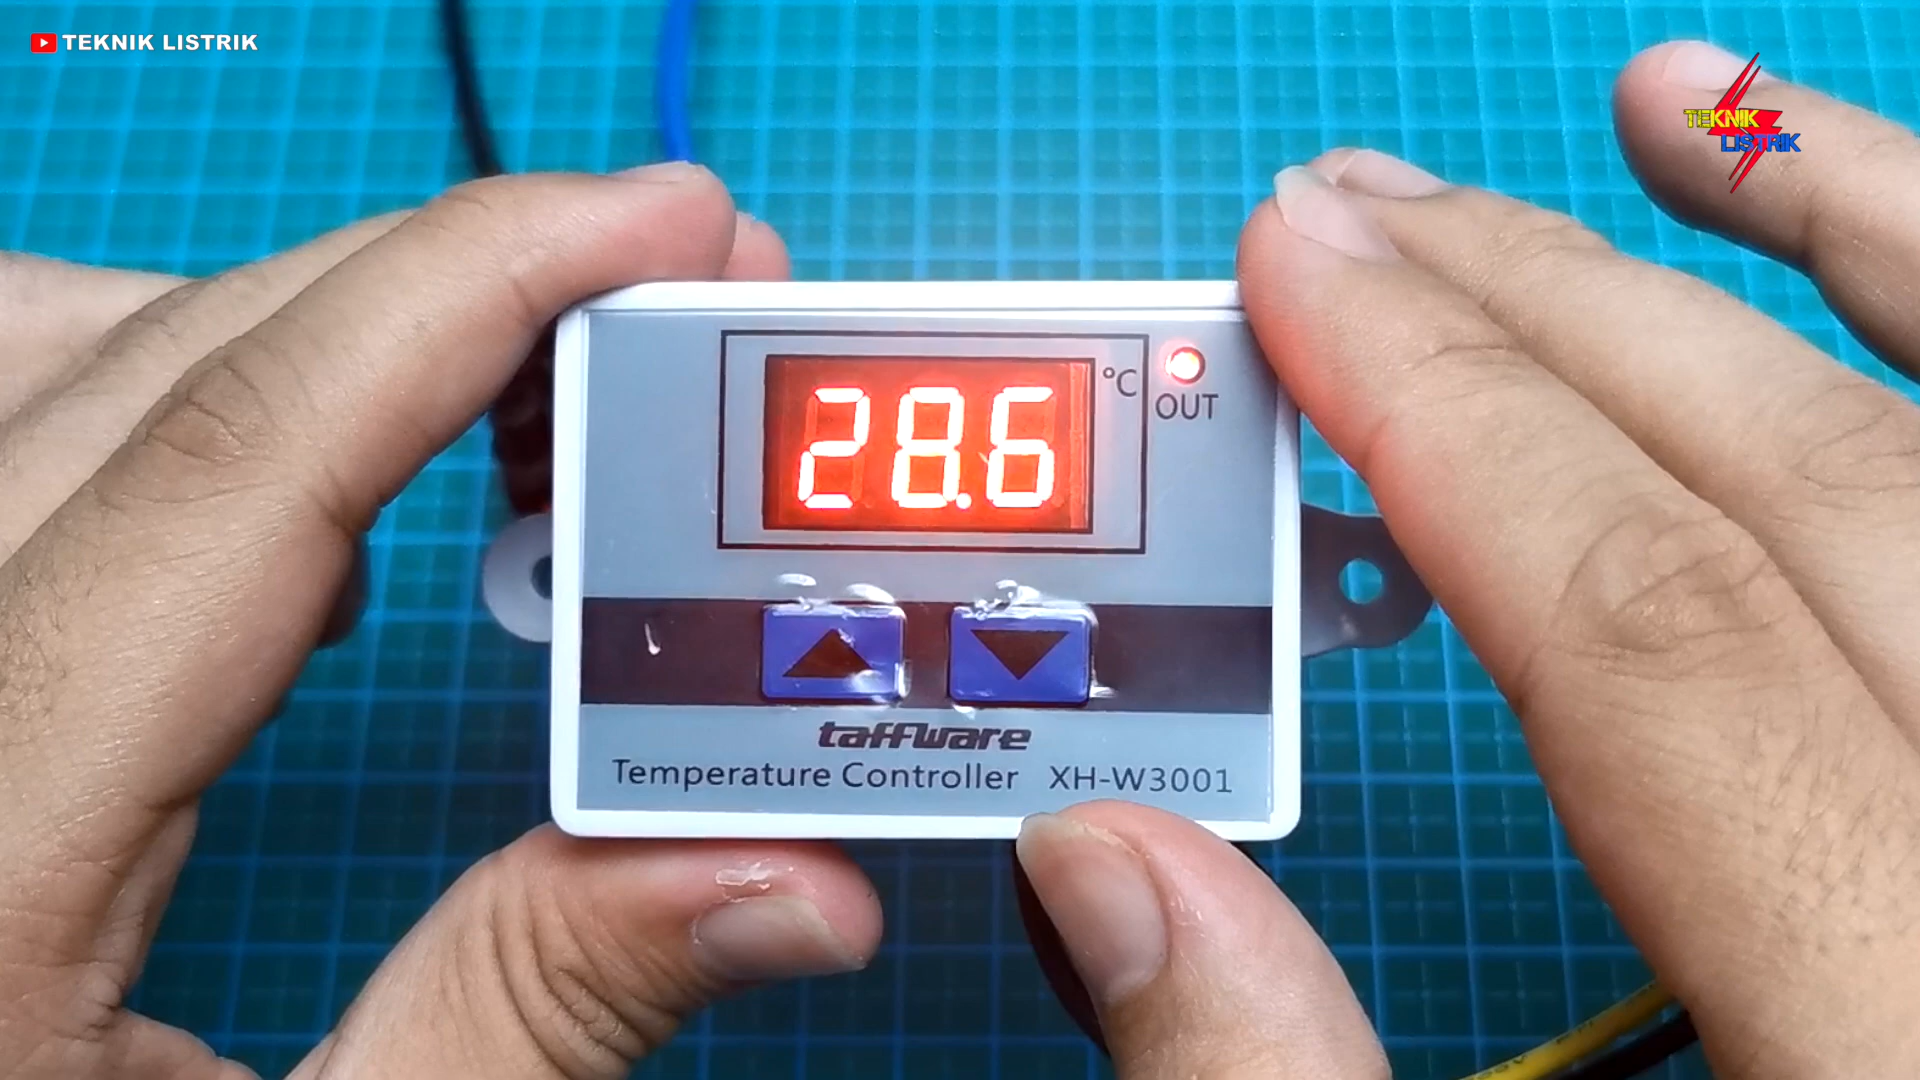 TEKNIK LISTRIK
TEKNIK
LISTRIK
28.6
°C
OUT
taffware
Temperature Controller XH-W3001